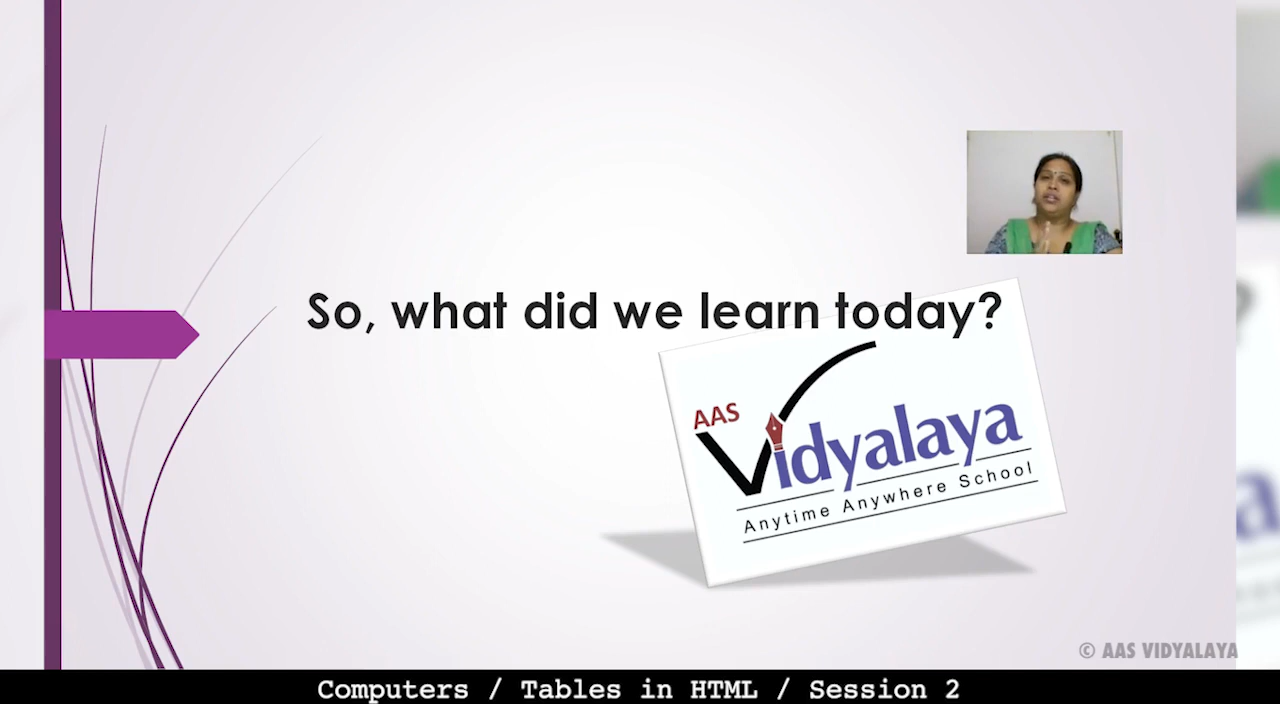 So, what did we learn today?
AAS
Vidyalaya
Anytime Anywhere School
© AAS VIDYALAYA
Computers / Tables in HTML / Session 2